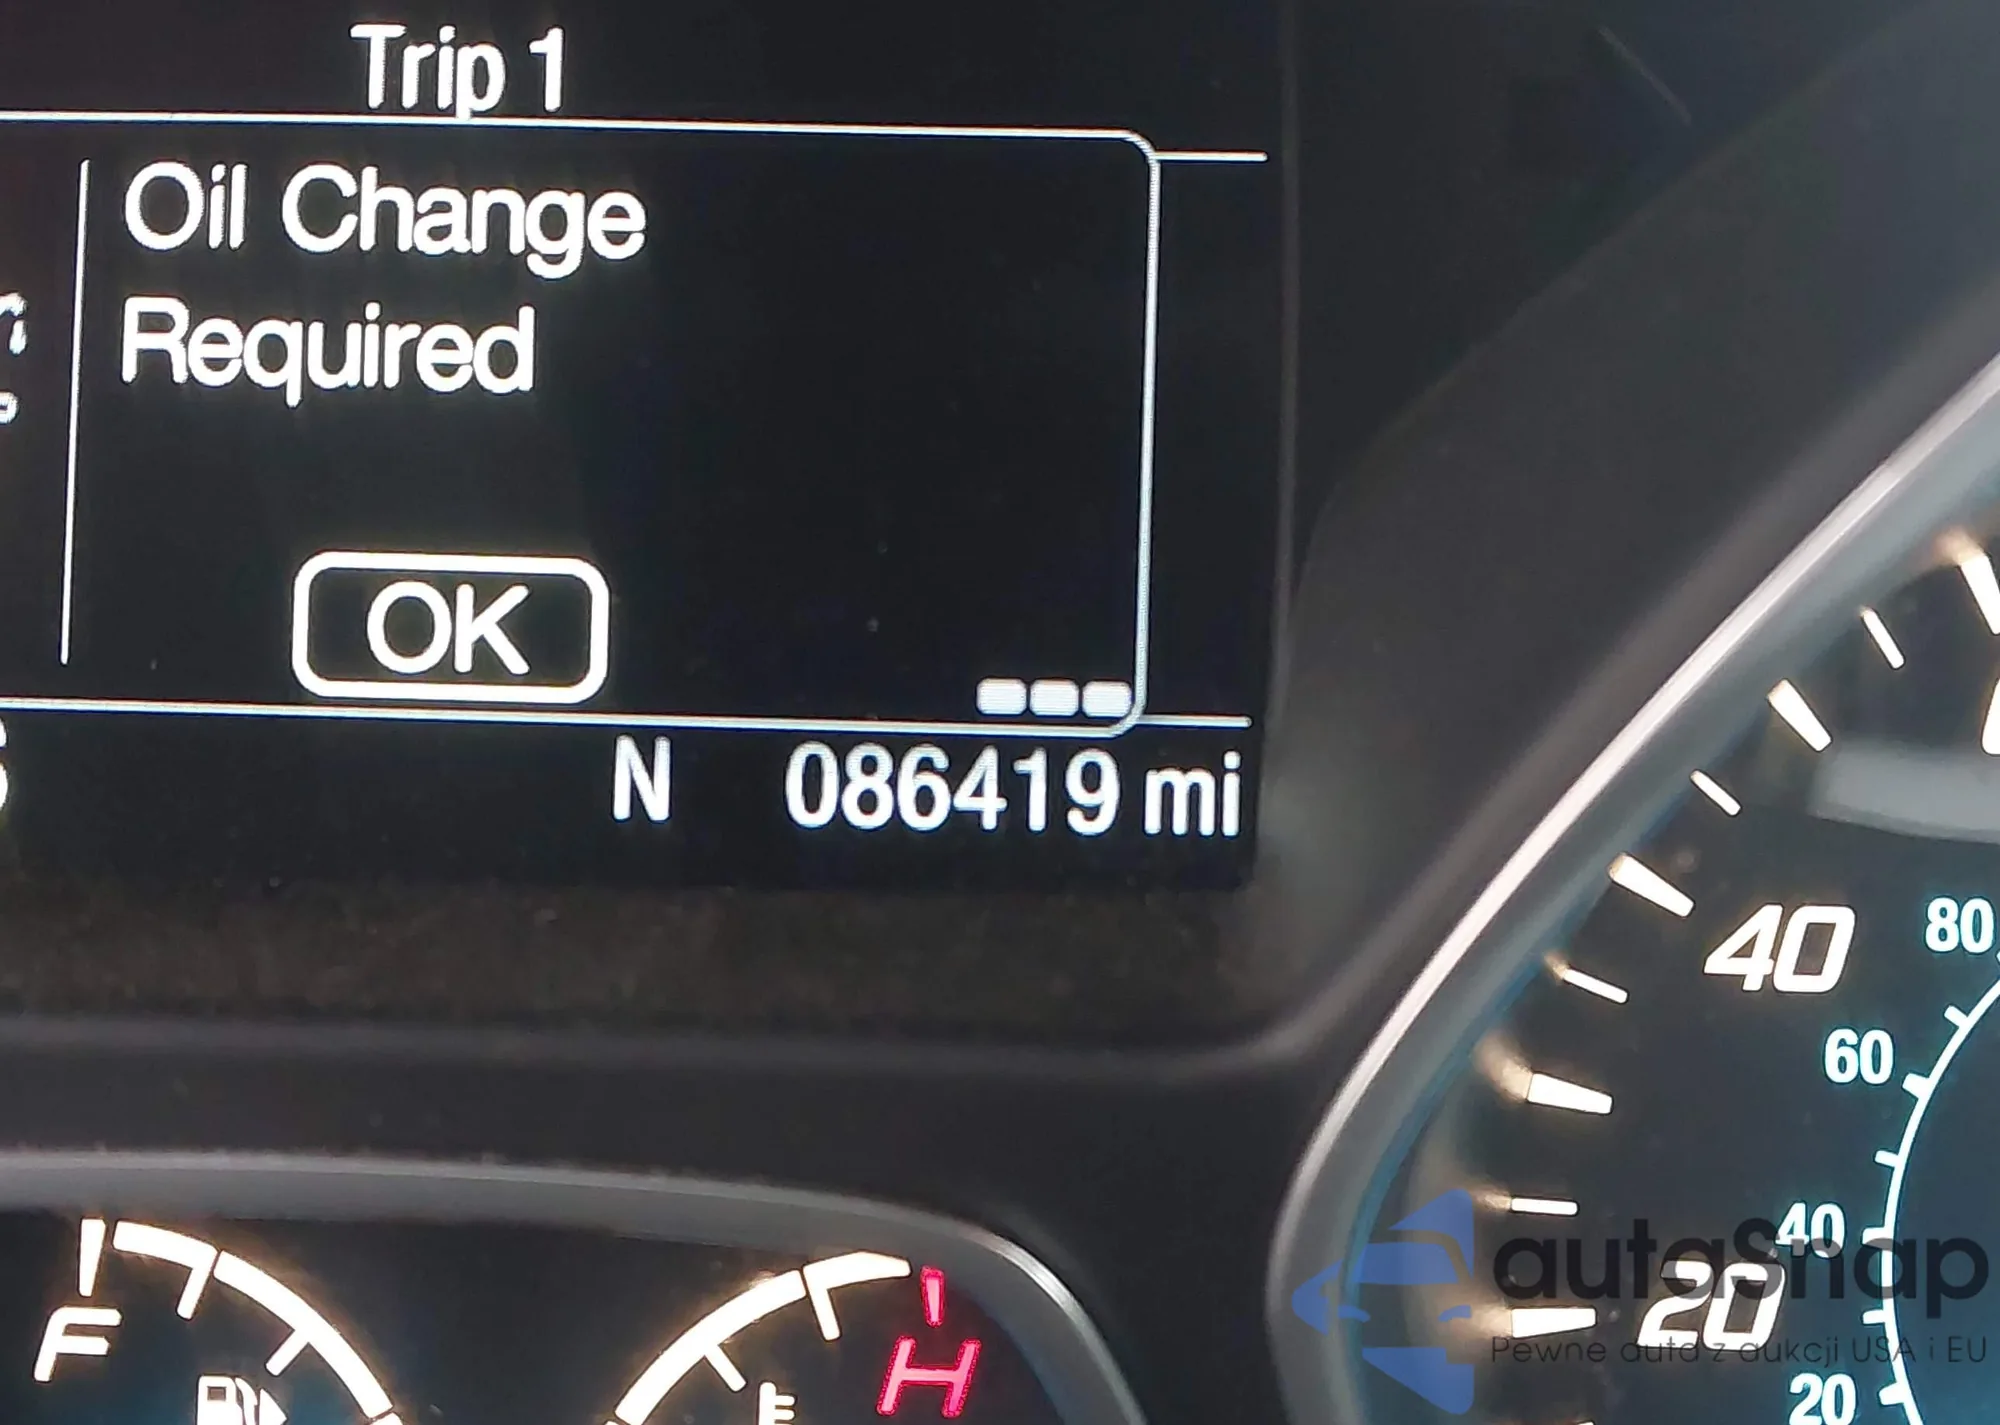 Trip 1
Oil Change
Required
OK
N 086419 mi
40
80
60
40
20
20
F
H
autaSnap
Pewne auta z aukcji USA i EU